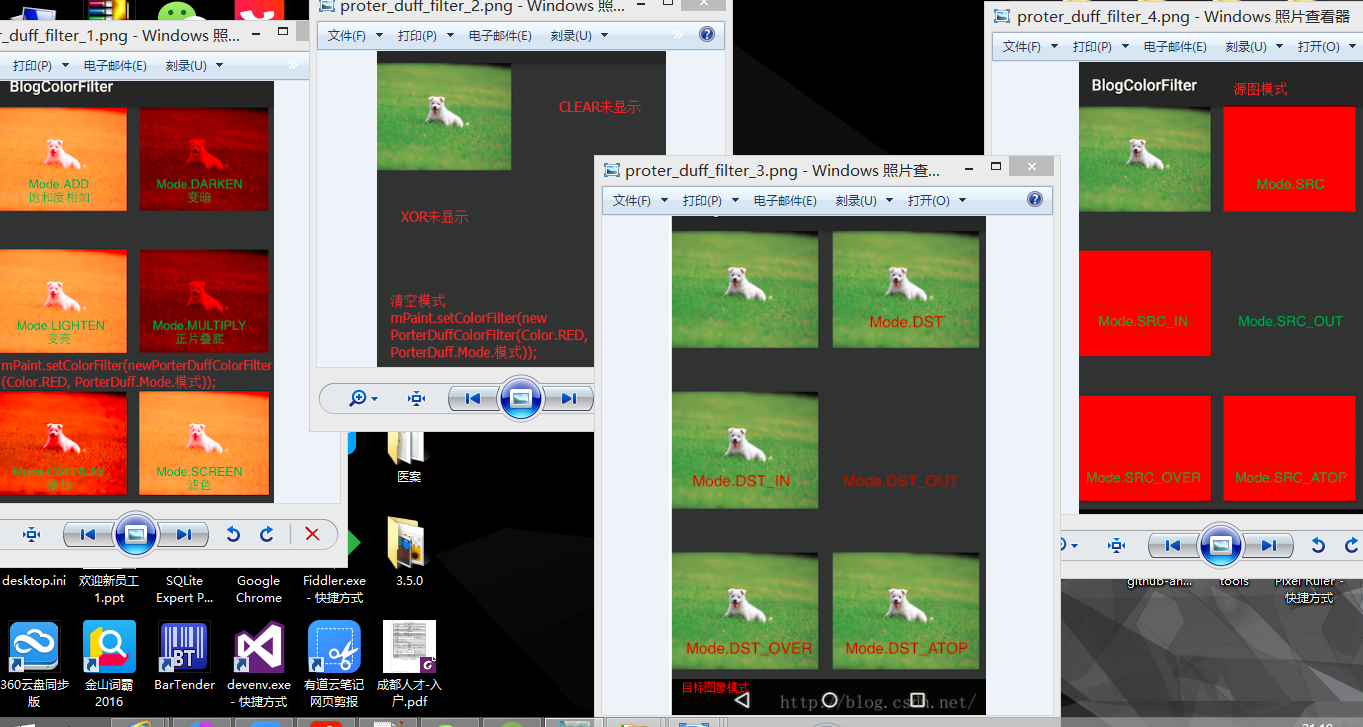 r_duff_filter_1.png - Windows 照...
打印(P) 电子邮件(E) 刻录(U) »
BlogColorFilter
Mode.ADD
饱和度相加
Mode.DARKEN
变暗
Mode.LIGHTEN
变亮
Mode.MULTIPLY
正片叠底
mPaint.setColorFilter(newPorterDuffColorFilter
(Color.RED, PorterDuff.Mode.模式));
Mode.OVERLAY
Mode.SCREEN
滤色
proter_duff_filter_2.png - Windows 照...
文件(F) 打印(P) 电子邮件(E) 刻录(U) »
CLEAR未显示
XOR未显示
清空模式
mPaint.setColorFilter(new
PorterDuffColorFilter(Color.RED,
PorterDuff.Mode.模式));
proter_duff_filter_3.png - Windows 照片查...
文件(F) 打印(P) 电子邮件(E) 刻录(U) 打开(O)
Mode.DST
Mode.DST_IN
Mode.DST_OUT
Mode.DST_OVER
Mode.DST_ATOP
目标图像模式
http://blog.csdn.net/
proter_duff_filter_4.png - Windows 照片查看器
文件(F) 打印(P) 电子邮件(E) 刻录(U) 打开(O)
BlogColorFilter
源图模式
Mode.SRC
Mode.SRC_IN
Mode.SRC_OUT
Mode.SRC_OVER
Mode.SRC_ATOP
医案
desktop.ini
欢迎新员工
1.ppt
SQLite
Expert P...
Google
Chrome
Fiddler.exe
- 快捷方式
3.5.0
github-an...
tools
Pixel Ruler -
快捷方式
360云盘同步
版
金山词霸
2016
BT
BarTender
devenv.exe
- 快捷方式
有道云笔记
网页剪报
成都人才-入
户.pdf